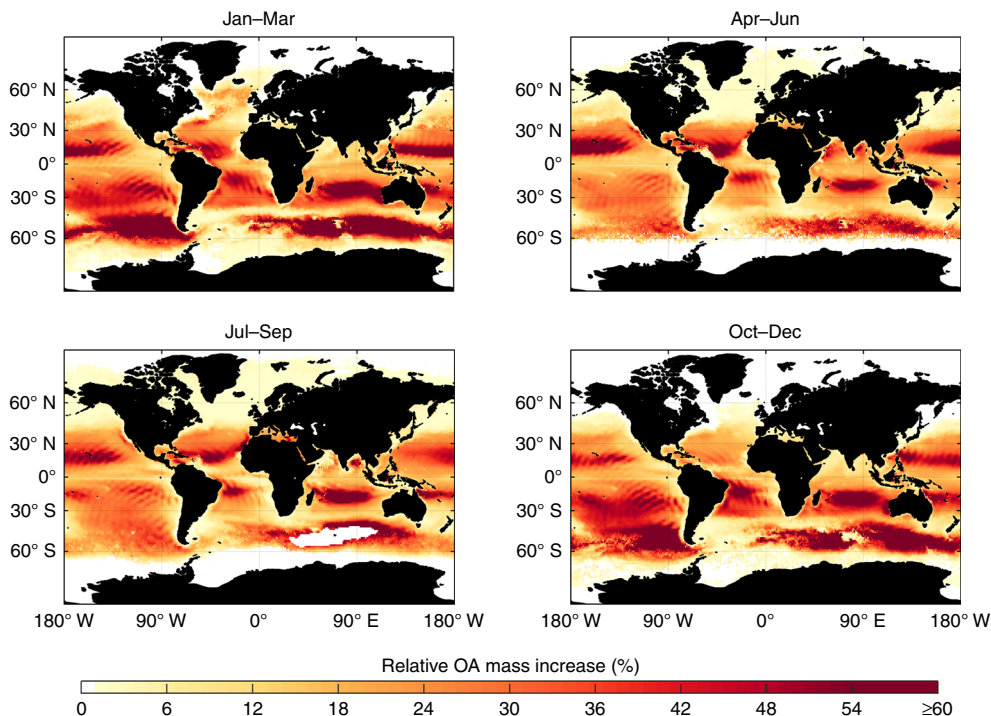 Jan–Mar
Apr–Jun
60° N
30° N
0°
30° S
60° S
60° N
30° N
0°
30° S
60° S
Jul–Sep
Oct–Dec
60° N
30° N
0°
30° S
60° S
60° N
30° N
0°
30° S
60° S
180° W
90° W
0°
90° E
180° W
90° W
0°
90° E
180° W
Relative OA mass increase (%)
0
6
12
18
24
30
36
42
48
54
≥60